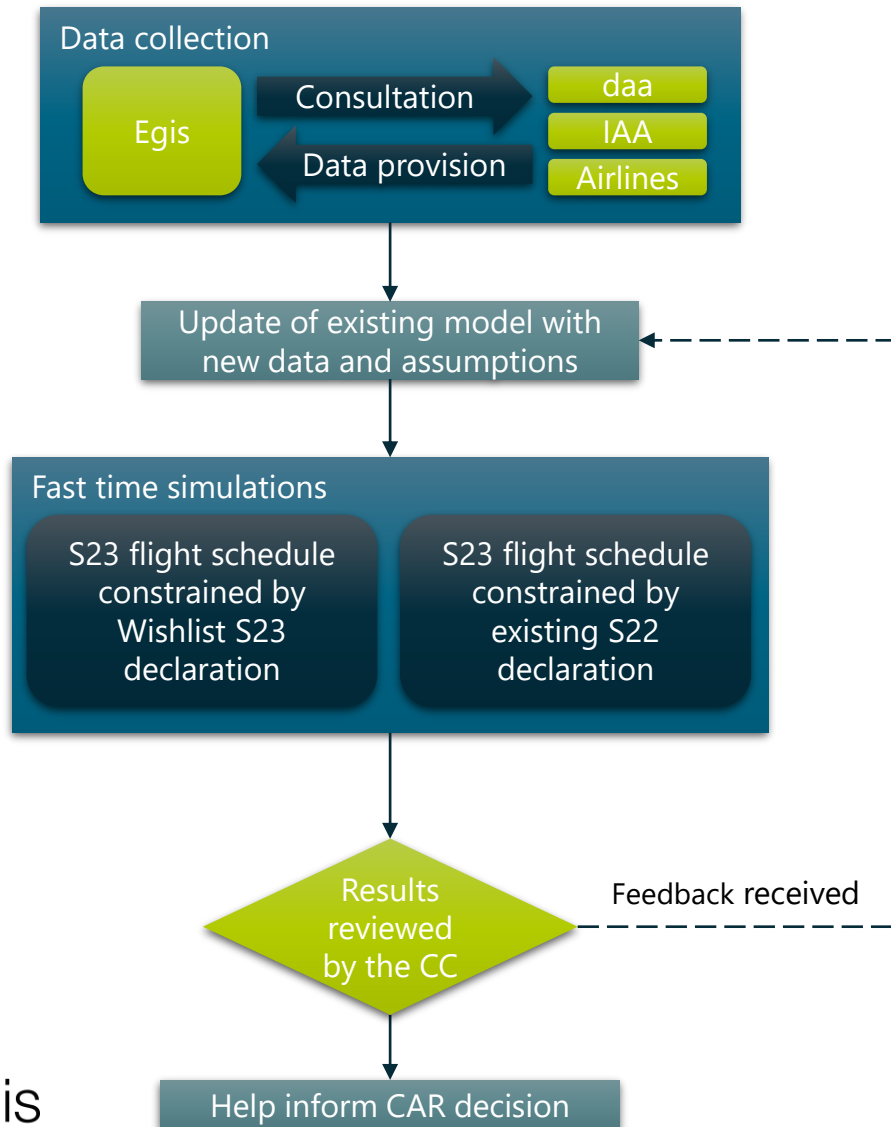 Data collection
Egis
Consultation
Data provision
daa
IAA
Airlines
Update of existing model with
new data and assumptions
Fast time simulations
S23 flight schedule
constrained by
Wishlist S23
declaration
S23 flight schedule
constrained by
existing S22
declaration
Results
reviewed
by the CC
Feedback received
is
Help inform CAR decision